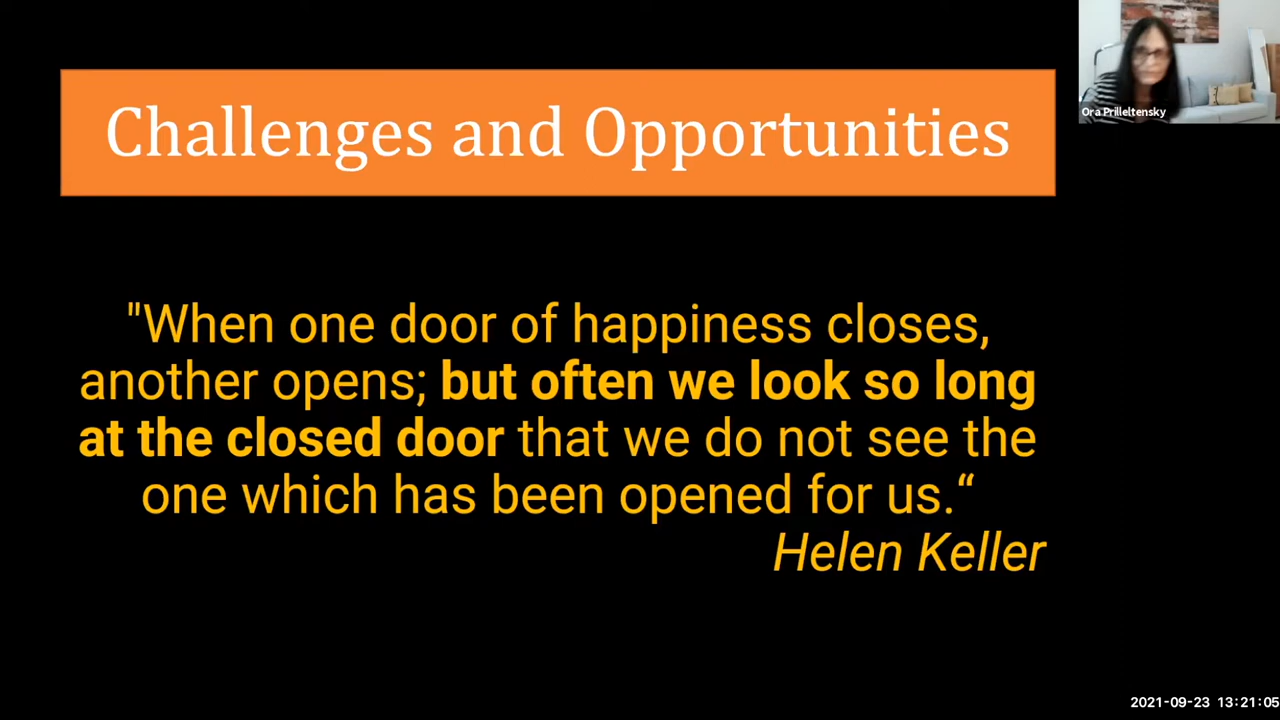 Challenges and Opportunities
Ora Prilleltensky
"When one door of happiness closes,
another opens; but often we look so long
at the closed door that we do not see the
one which has been opened for us.“
Helen Keller
2021-09-23 13:21:05